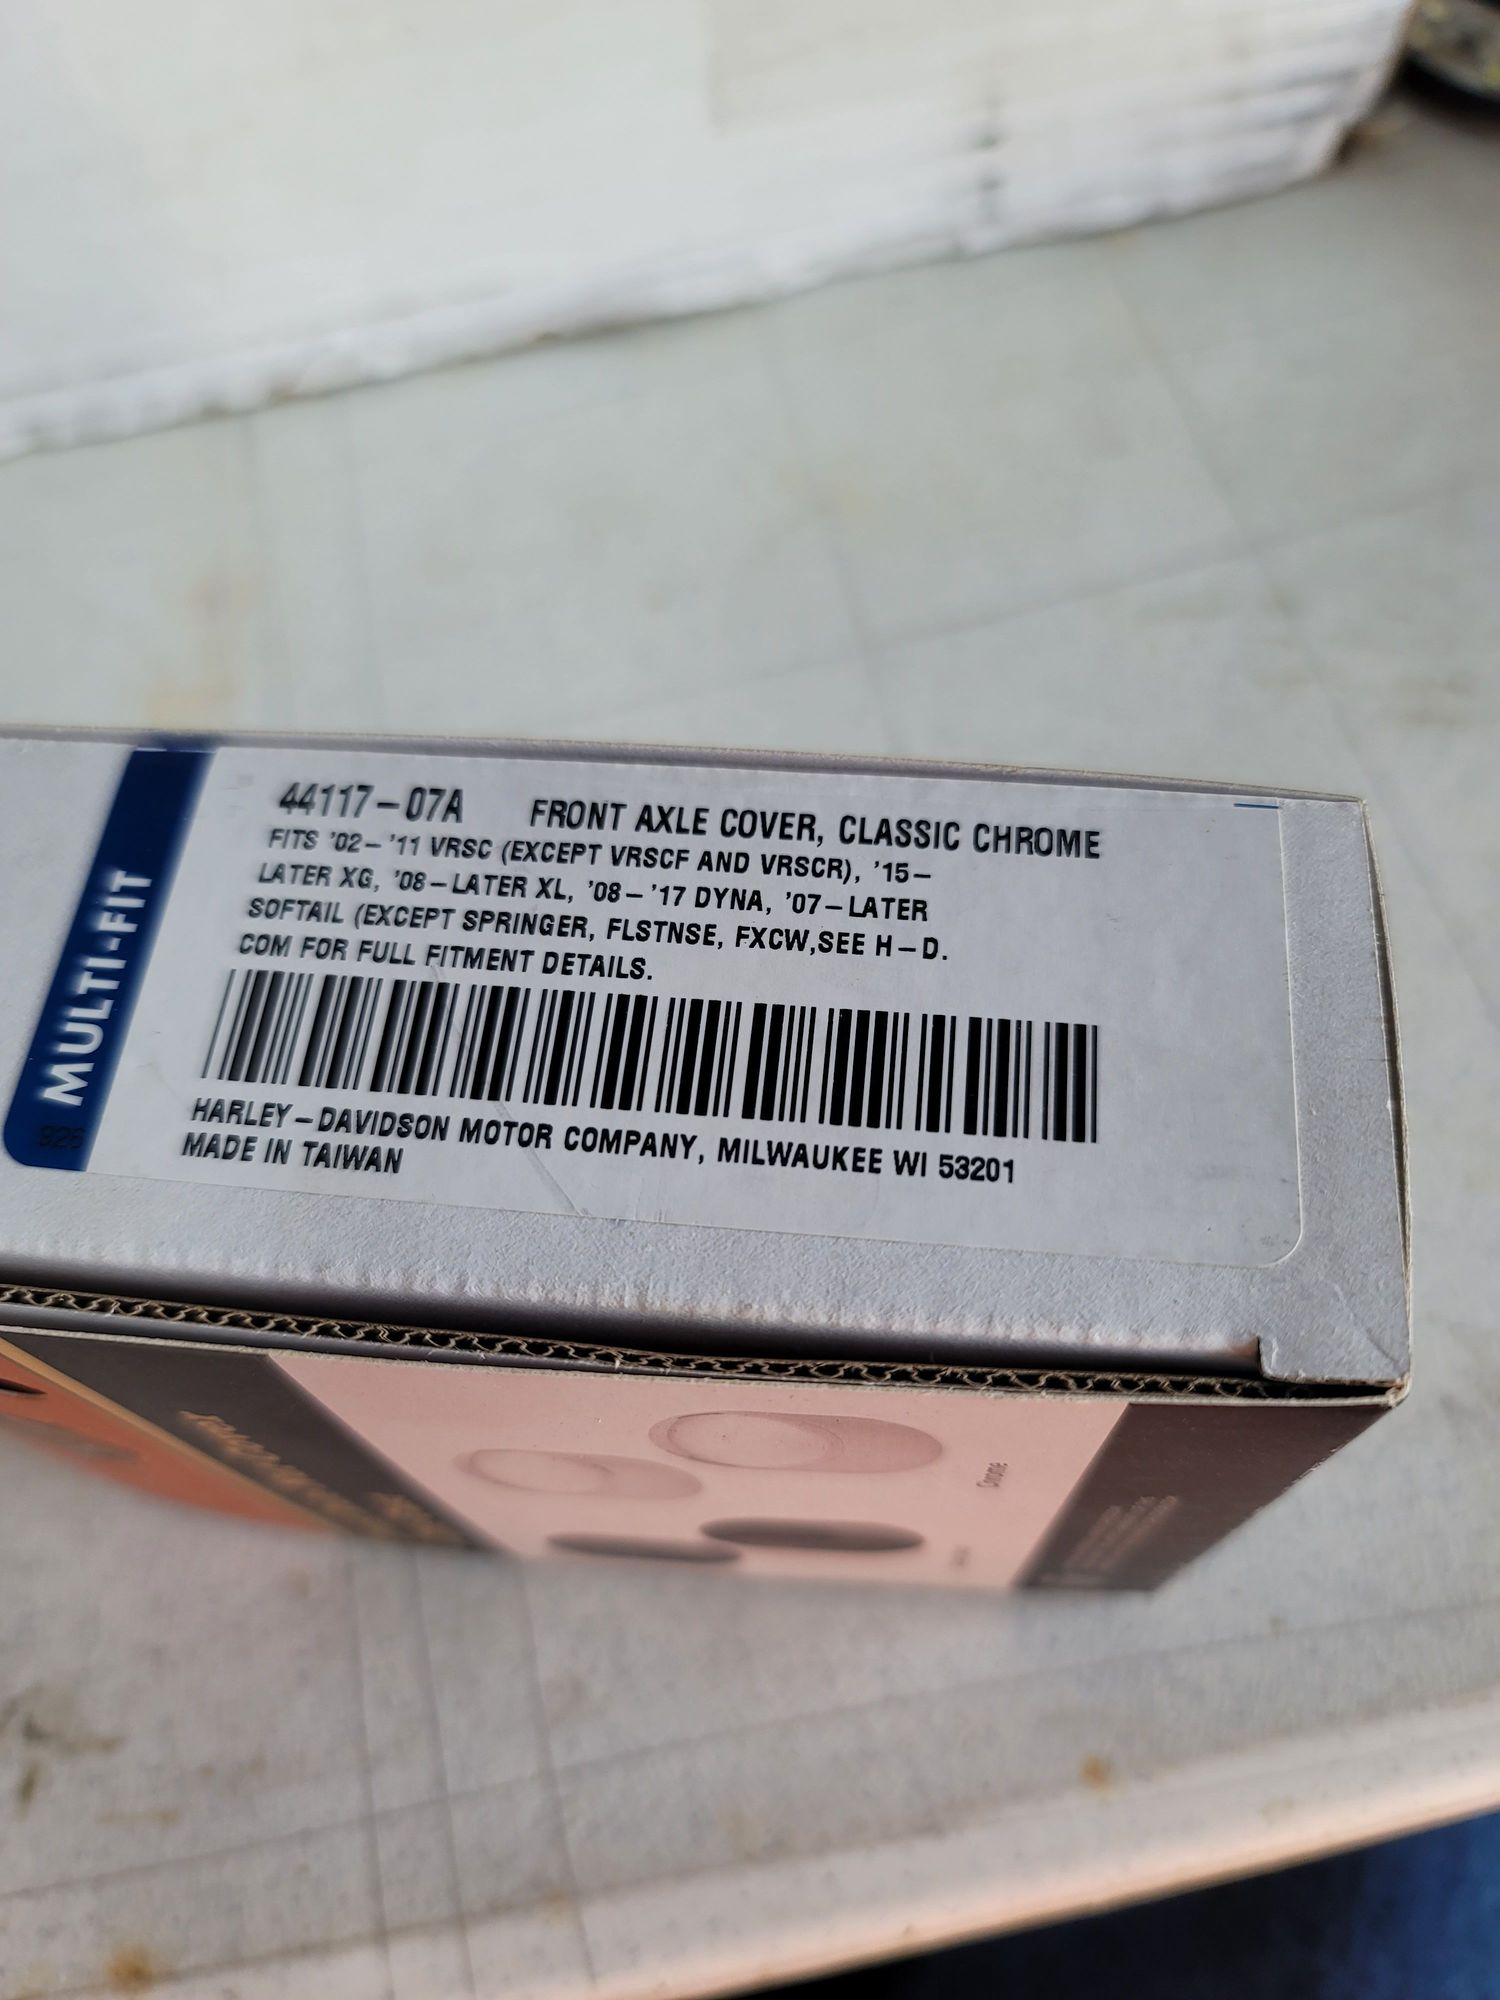 MULTI-FIT
926
44117-07A FRONT AXLE COVER, CLASSIC CHROME
FITS '02-'11 VRSC (EXCEPT VRSCF AND VRSCR), '15-
LATER XG, '08-LATER XL, '08-'17 DYNA, '07-LATER
SOFTAIL (EXCEPT SPRINGER, FLSTNSE, FXCW,SEE H-D.
COM FOR FULL FITMENT DETAILS.
HARLEY-DAVIDSON MOTOR COMPANY, MILWAUKEE WI 53201
MADE IN TAIWAN
Chrome